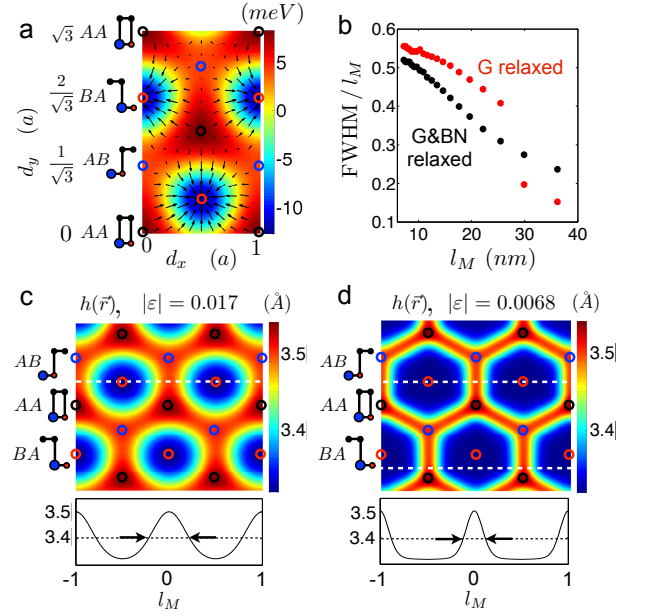 a
(meV)
√3 AA
2/√3 BA
1/√3 AB
0 AA
d_y (a)
5
0
−5
−10
0
1
d_x (a)
b
FWHM / l_M
0.6
0.5
0.4
0.3
0.2
0.1
G relaxed
G&BN
relaxed
10 20 30 40
l_M (nm)
c
h(r⃗), |ε| = 0.017 (Å)
AB
AA
BA
3.5
3.4
3.5
3.4
-1 0 1
l_M
d
h(r⃗), |ε| = 0.0068 (Å)
AB
AA
BA
3.5
3.4
3.5
3.4
-1 0 1
l_M